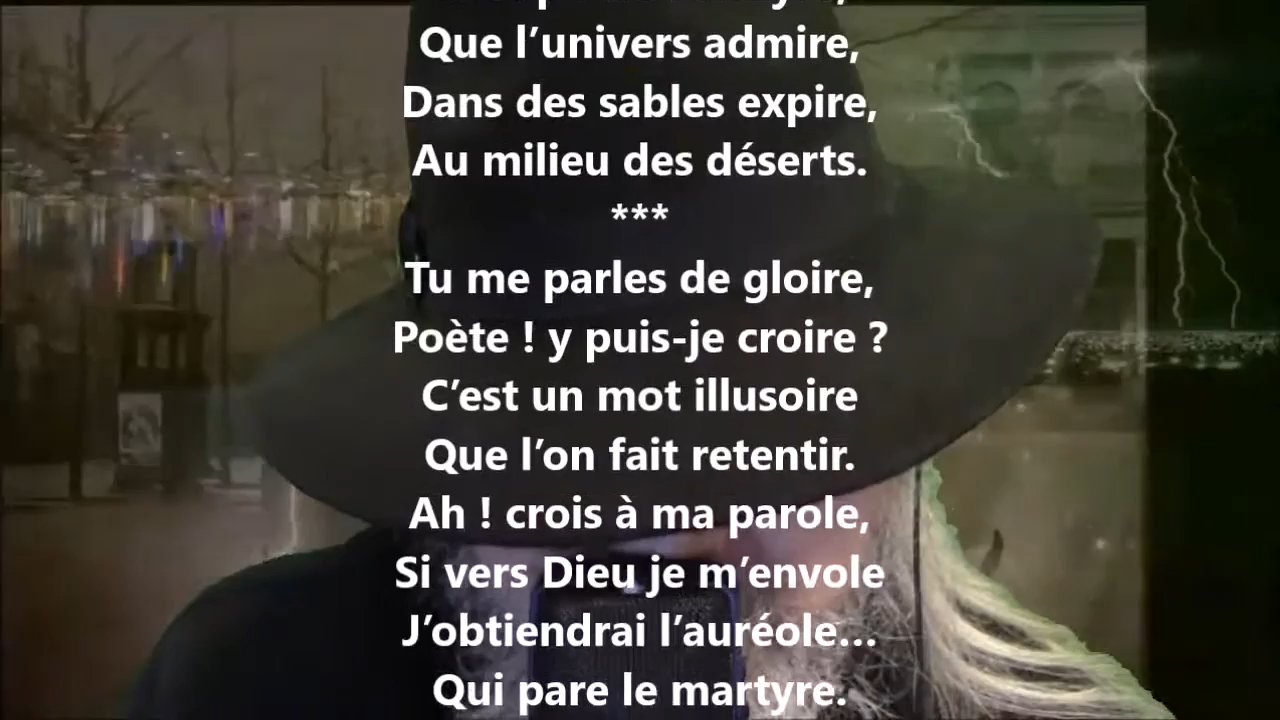 Que l’univers admire,
Dans des sables expire,
Au milieu des déserts.
***
Tu me parles de gloire,
Poète ! y puis-je croire ?
C’est un mot illusoire
Que l’on fait retentir.
Ah ! crois à ma parole,
Si vers Dieu je m’envole
J’obtiendrai l’auréole…
Qui pare le martyre.